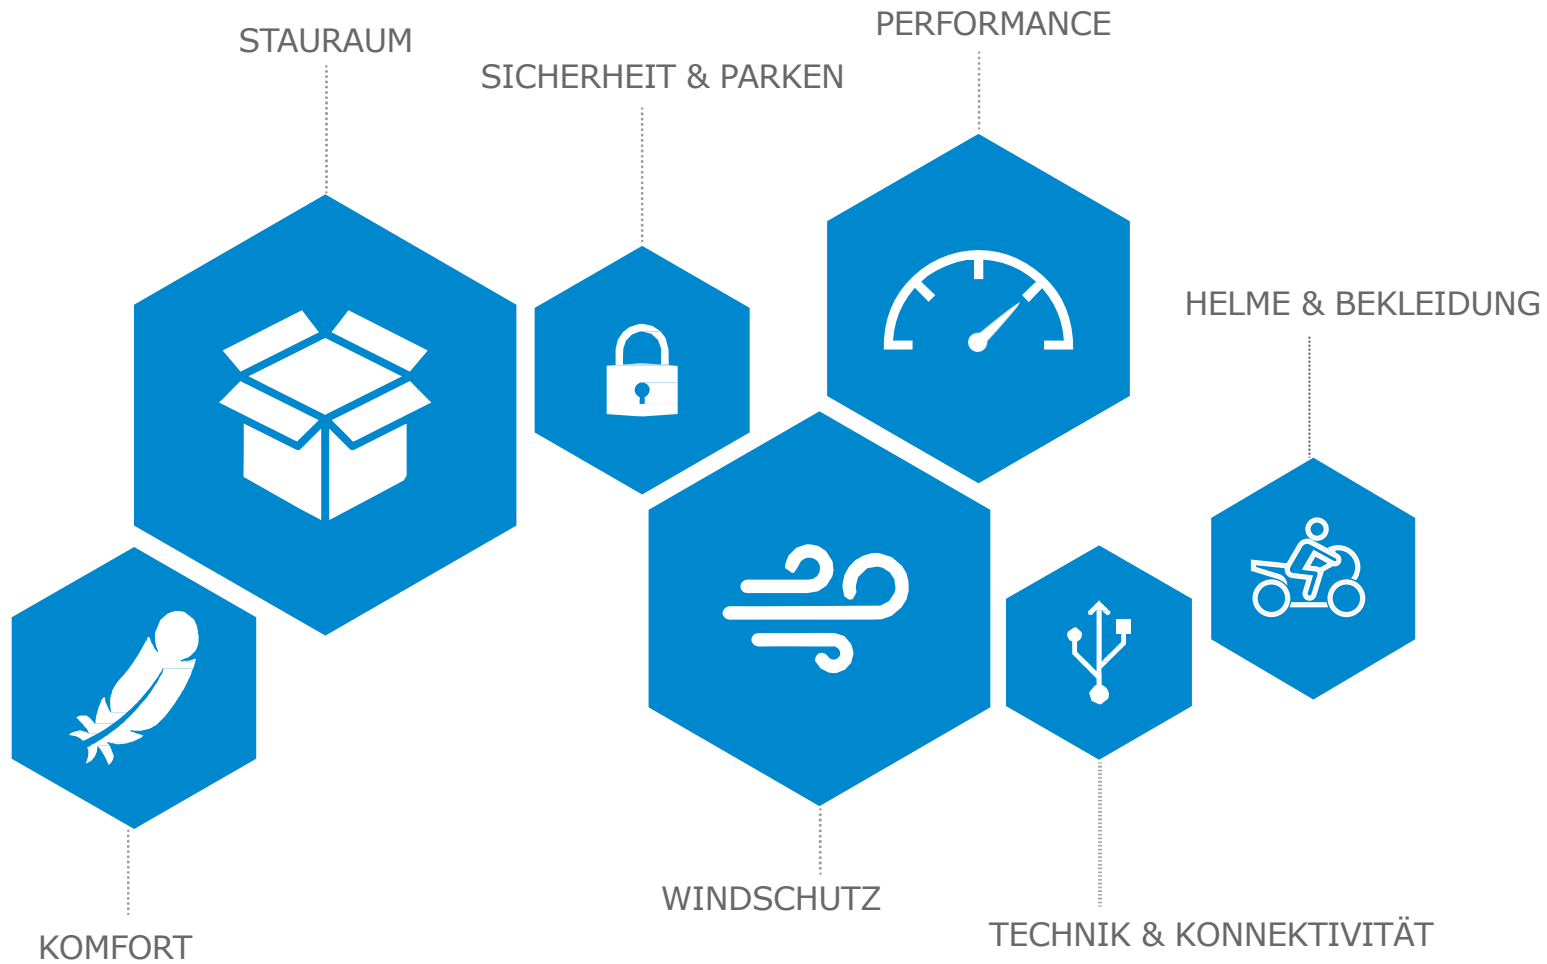 STAURAUM
SICHERHEIT & PARKEN
PERFORMANCE
HELME & BEKLEIDUNG
WINDSCHUTZ
TECHNIK & KONNEKTIVITÄT
KOMFORT